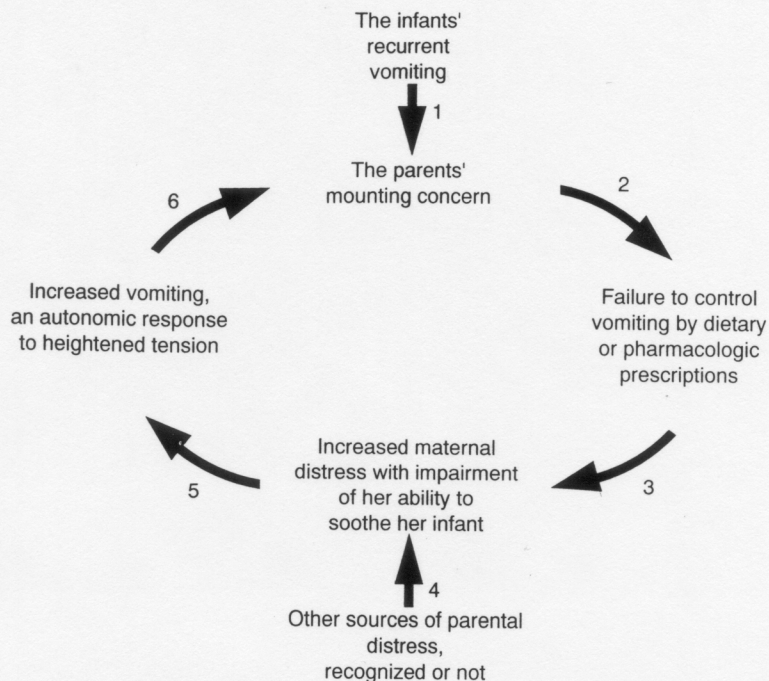 The infants'
recurrent
vomiting
1
The parents'
mounting concern
2
6
Increased vomiting,
an autonomic response
to heightened tension
Failure to control
vomiting by dietary
or pharmacologic
prescriptions
Increased maternal
distress with impairment
of her ability to
soothe her infant
3
5
4
Other sources of parental
distress,
recognized or not